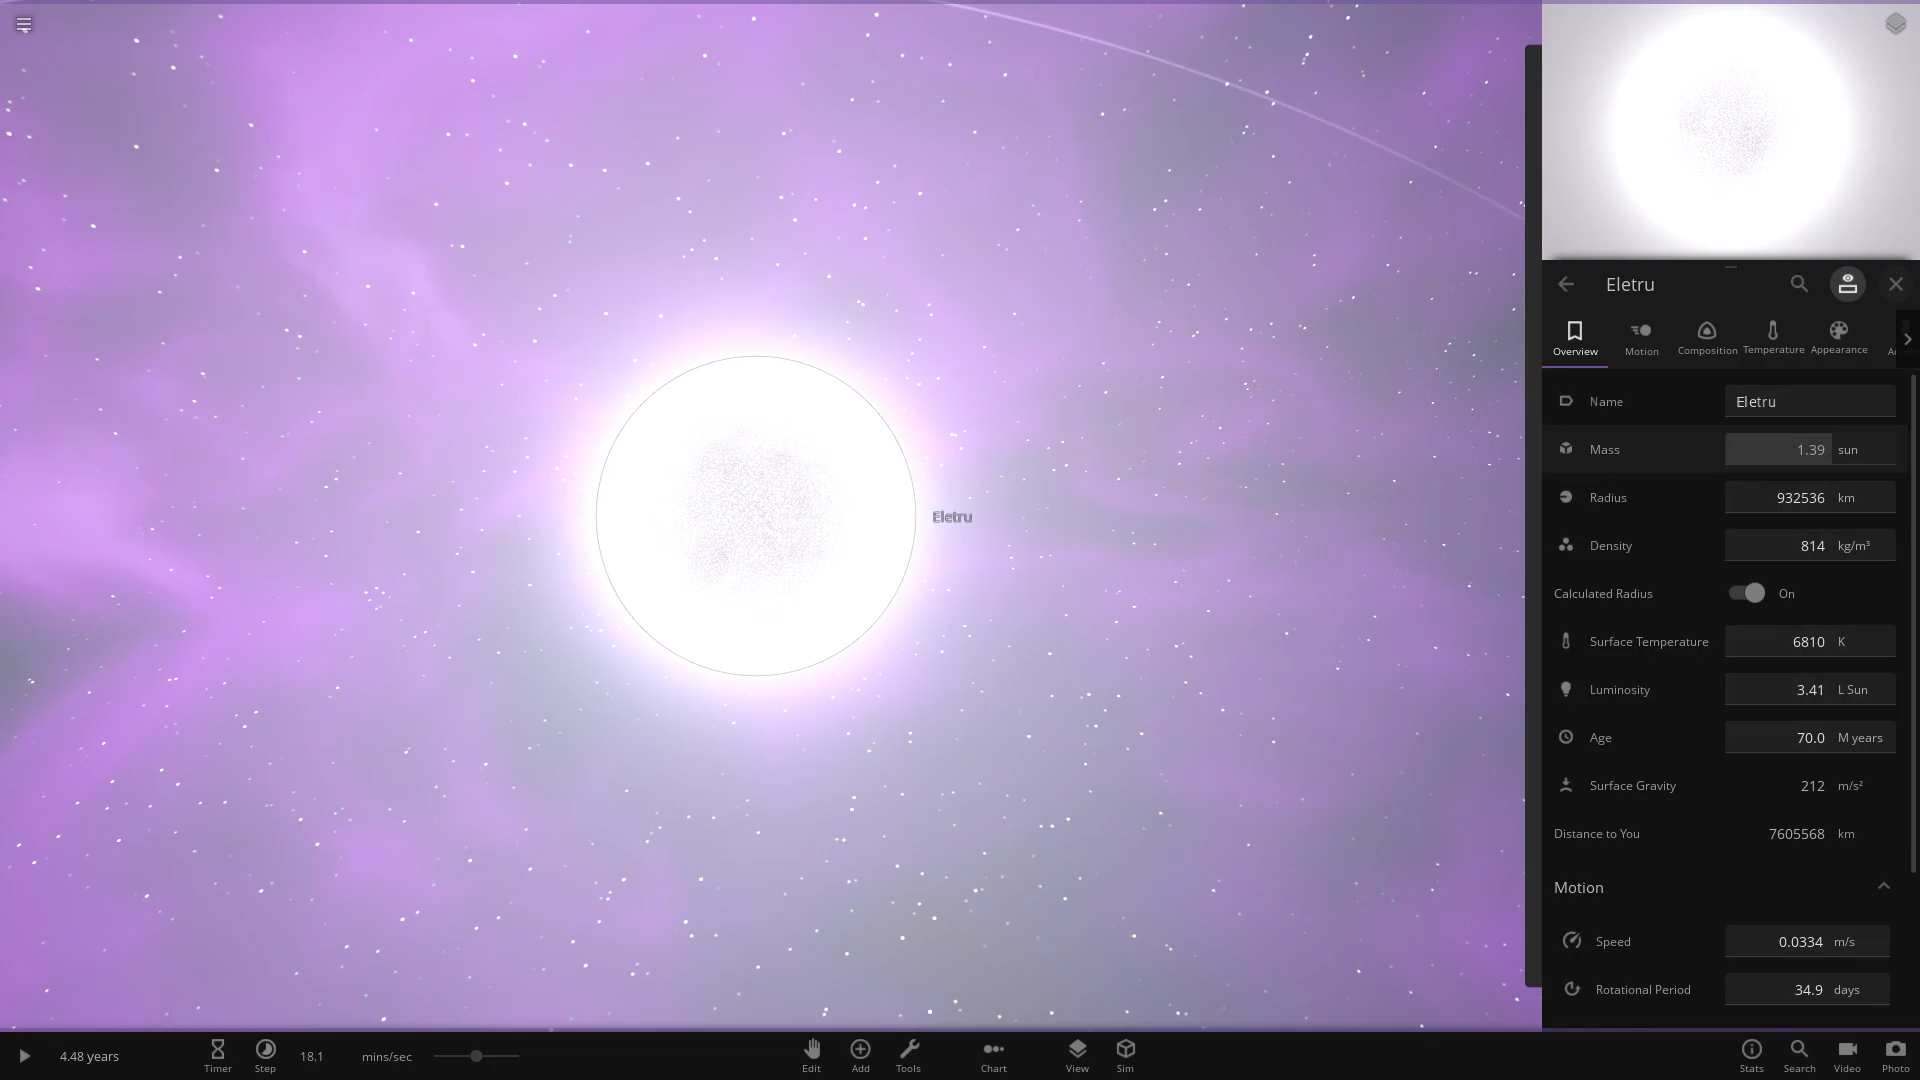 Eletru
Overview
Motion
Composition
Temperature
Appearance
Name Eletru
Mass 1.39 sun
Radius 932536 km
Density 814 kg/m³
Calculated Radius On
Surface Temperature 6810 K
Luminosity 3.41 L Sun
Age 70.0 M years
Surface Gravity 212 m/s²
Distance to You 7605568 km
Motion
Speed 0.0334 m/s
Rotational Period 34.9 days
Eletru
4.48 years
Timer
Step
18.1 mins/sec
Edit
Add
Tools
Chart
View
Sim
Stats
Search
Video
Photo